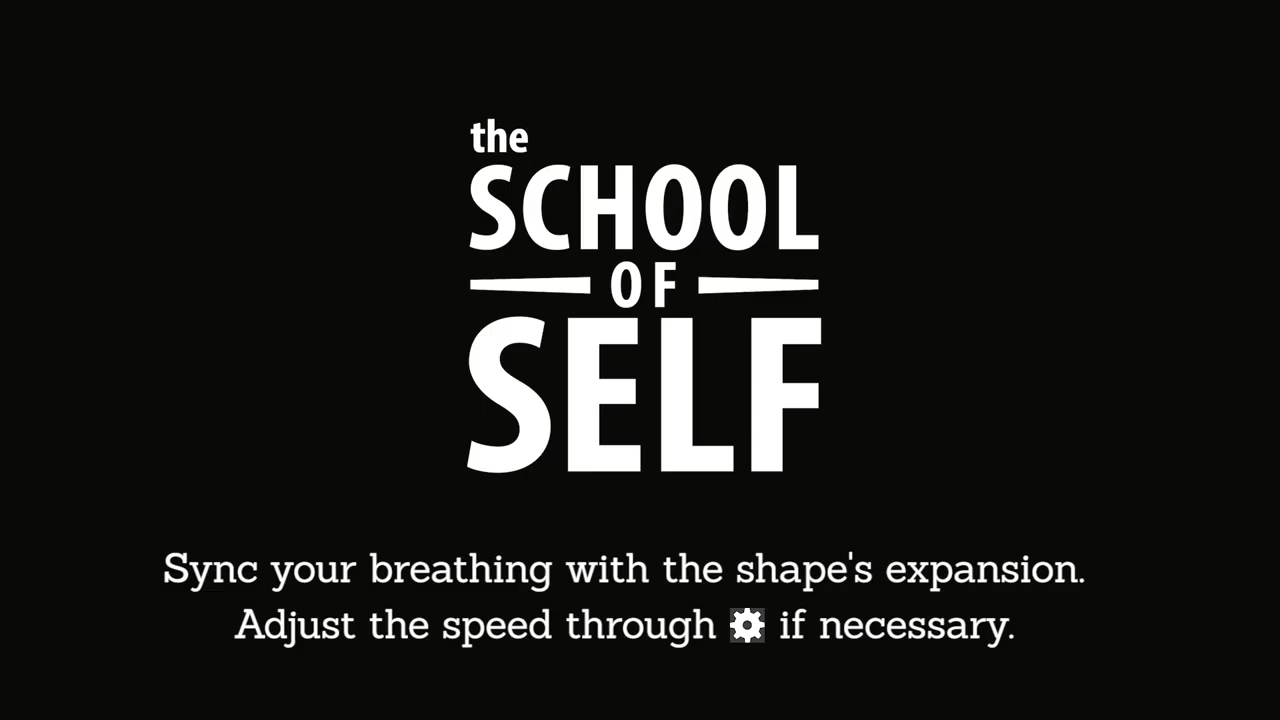 the
SCHOOL
OF
SELF
Sync your breathing with the shape's expansion.
Adjust the speed through if necessary.